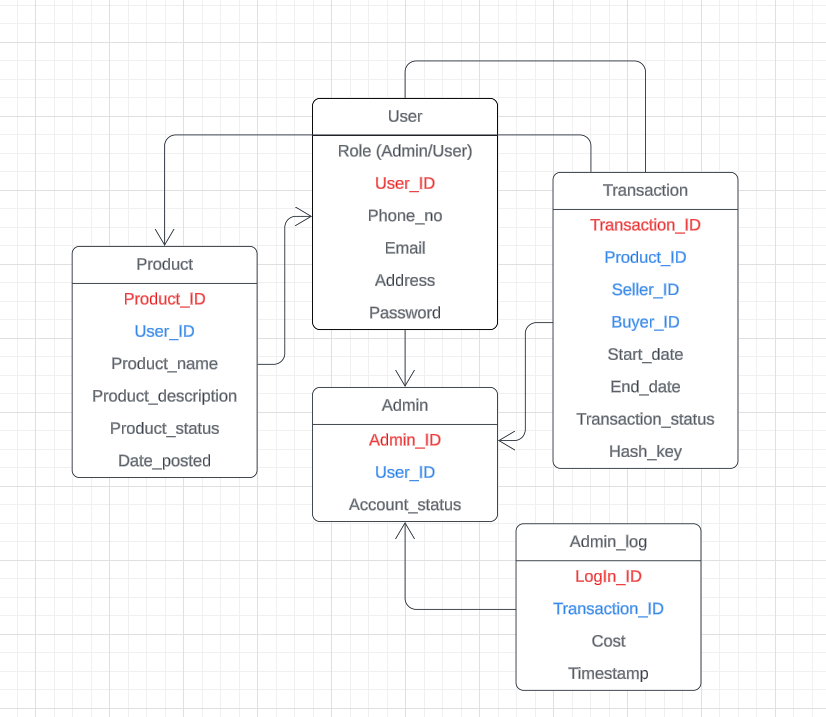 User
Role (Admin/User)
User_ID
Phone_no
Email
Address
Password
Transaction
Transaction_ID
Product_ID
Seller_ID
Buyer_ID
Start_date
End_date
Transaction_status
Hash_key
Product
Product_ID
User_ID
Product_name
Product_description
Product_status
Date_posted
Admin
Admin_ID
User_ID
Account_status
Admin_log
LogIn_ID
Transaction_ID
Cost
Timestamp